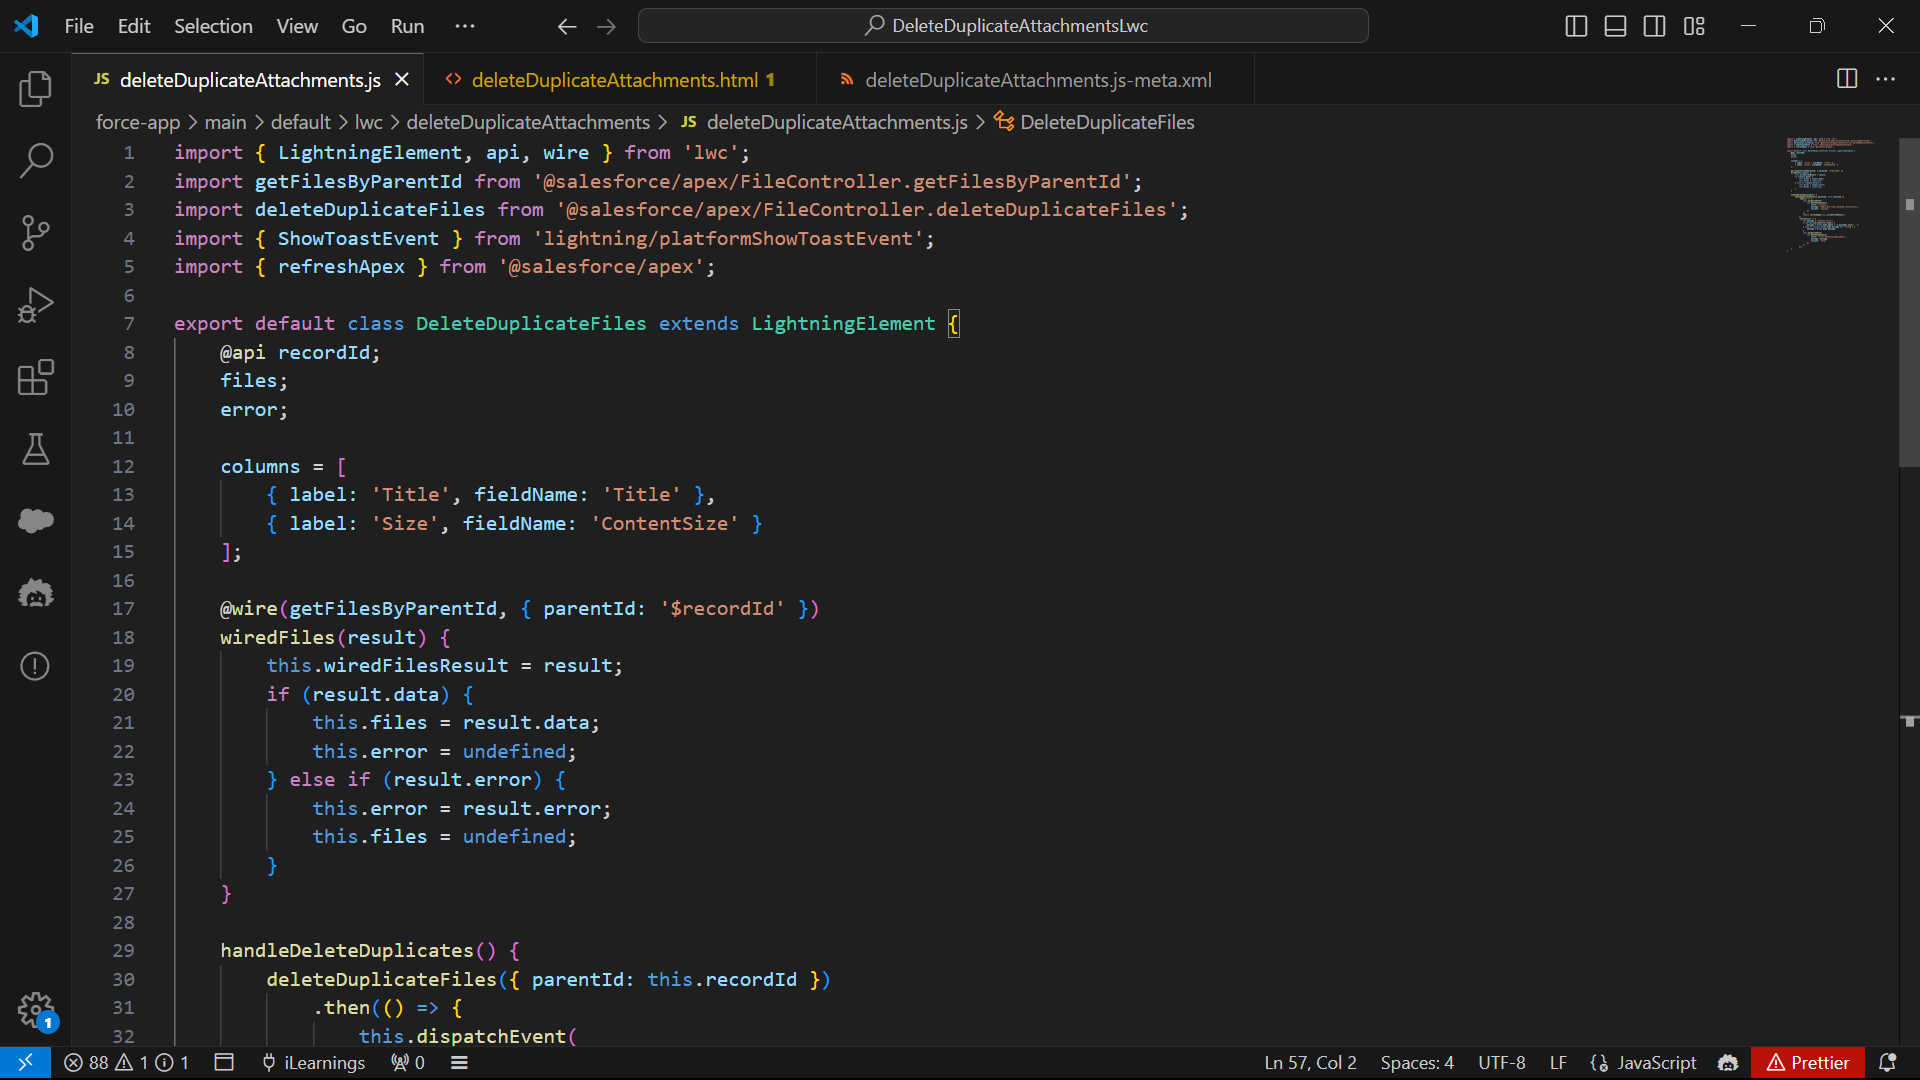 File Edit Selection View Go Run ··· DeleteDuplicateAttachmentsLwc
JS deleteDuplicateAttachments.js deleteDuplicateAttachments.html 1 deleteDuplicateAttachments.js-meta.xml
force-app > main > default > lwc > deleteDuplicateAttachments > JS deleteDuplicateAttachments.js > DeleteDuplicateFiles
1 import { LightningElement, api, wire } from 'lwc';
2 import getFilesByParentId from '@salesforce/apex/FileController.getFilesByParentId';
3 import deleteDuplicateFiles from '@salesforce/apex/FileController.deleteDuplicateFiles';
4 import { ShowToastEvent } from 'lightning/platformShowToastEvent';
5 import { refreshApex } from '@salesforce/apex';
6
7 export default class DeleteDuplicateFiles extends LightningElement {
8 @api recordId;
9 files;
10 error;
11
12 columns = [
13 { label: 'Title', fieldName: 'Title' },
14 { label: 'Size', fieldName: 'ContentSize' }
15 ];
16
17 @wire(getFilesByParentId, { parentId: '$recordId' })
18 wiredFiles(result) {
19 this.wiredFilesResult = result;
20 if (result.data) {
21 this.files = result.data;
22 this.error = undefined;
23 } else if (result.error) {
24 this.error = result.error;
25 this.files = undefined;
26 }
27 }
28
29 handleDeleteDuplicates() {
30 deleteDuplicateFiles({ parentId: this.recordId })
31 .then(() => {
32 this.dispatchEvent(
1
88 1 1 iLearnings 0 Ln 57, Col 2 Spaces: 4 UTF-8 LF JavaScript Prettier